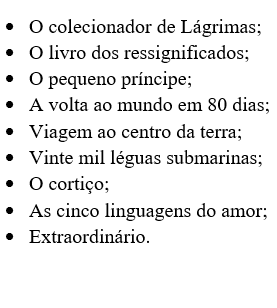 • O colecionador de Lágrimas;
• O livro dos ressignificados;
• O pequeno príncipe;
• A volta ao mundo em 80 dias;
• Viagem ao centro da terra;
• Vinte mil léguas submarinas;
• O cortiço;
• As cinco linguagens do amor;
• Extraordinário.